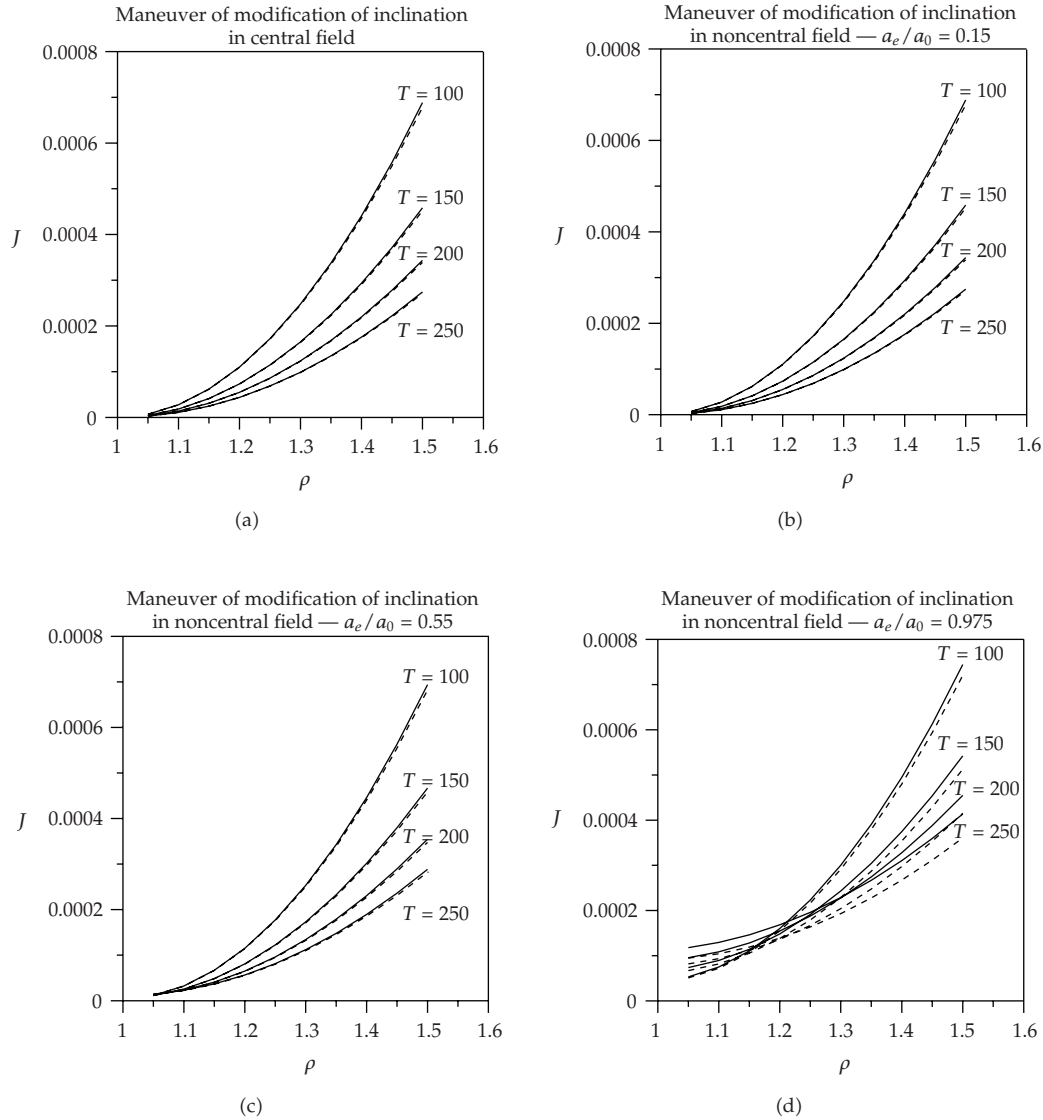 Maneuver of modification of inclination
in central field
0.0008
0.0006
0.0004
0.0002
0
J
T = 100
T = 150
T = 200
T = 250
1 1.1 1.2 1.3 1.4 1.5 1.6
ρ
(a)
Maneuver of modification of inclination
in noncentral field — a_e/a_0 = 0.15
0.0008
0.0006
0.0004
0.0002
0
J
T = 100
T = 150
T = 200
T = 250
1 1.1 1.2 1.3 1.4 1.5 1.6
ρ
(b)
Maneuver of modification of inclination
in noncentral field — a_e/a_0 = 0.55
0.0008
0.0006
0.0004
0.0002
0
J
T = 100
T = 150
T = 200
T = 250
1 1.1 1.2 1.3 1.4 1.5 1.6
ρ
(c)
Maneuver of modification of inclination
in noncentral field — a_e/a_0 = 0.975
0.0008
0.0006
0.0004
0.0002
0
J
T = 100
T = 150
T = 200
T = 250
1 1.1 1.2 1.3 1.4 1.5 1.6
ρ
(d)